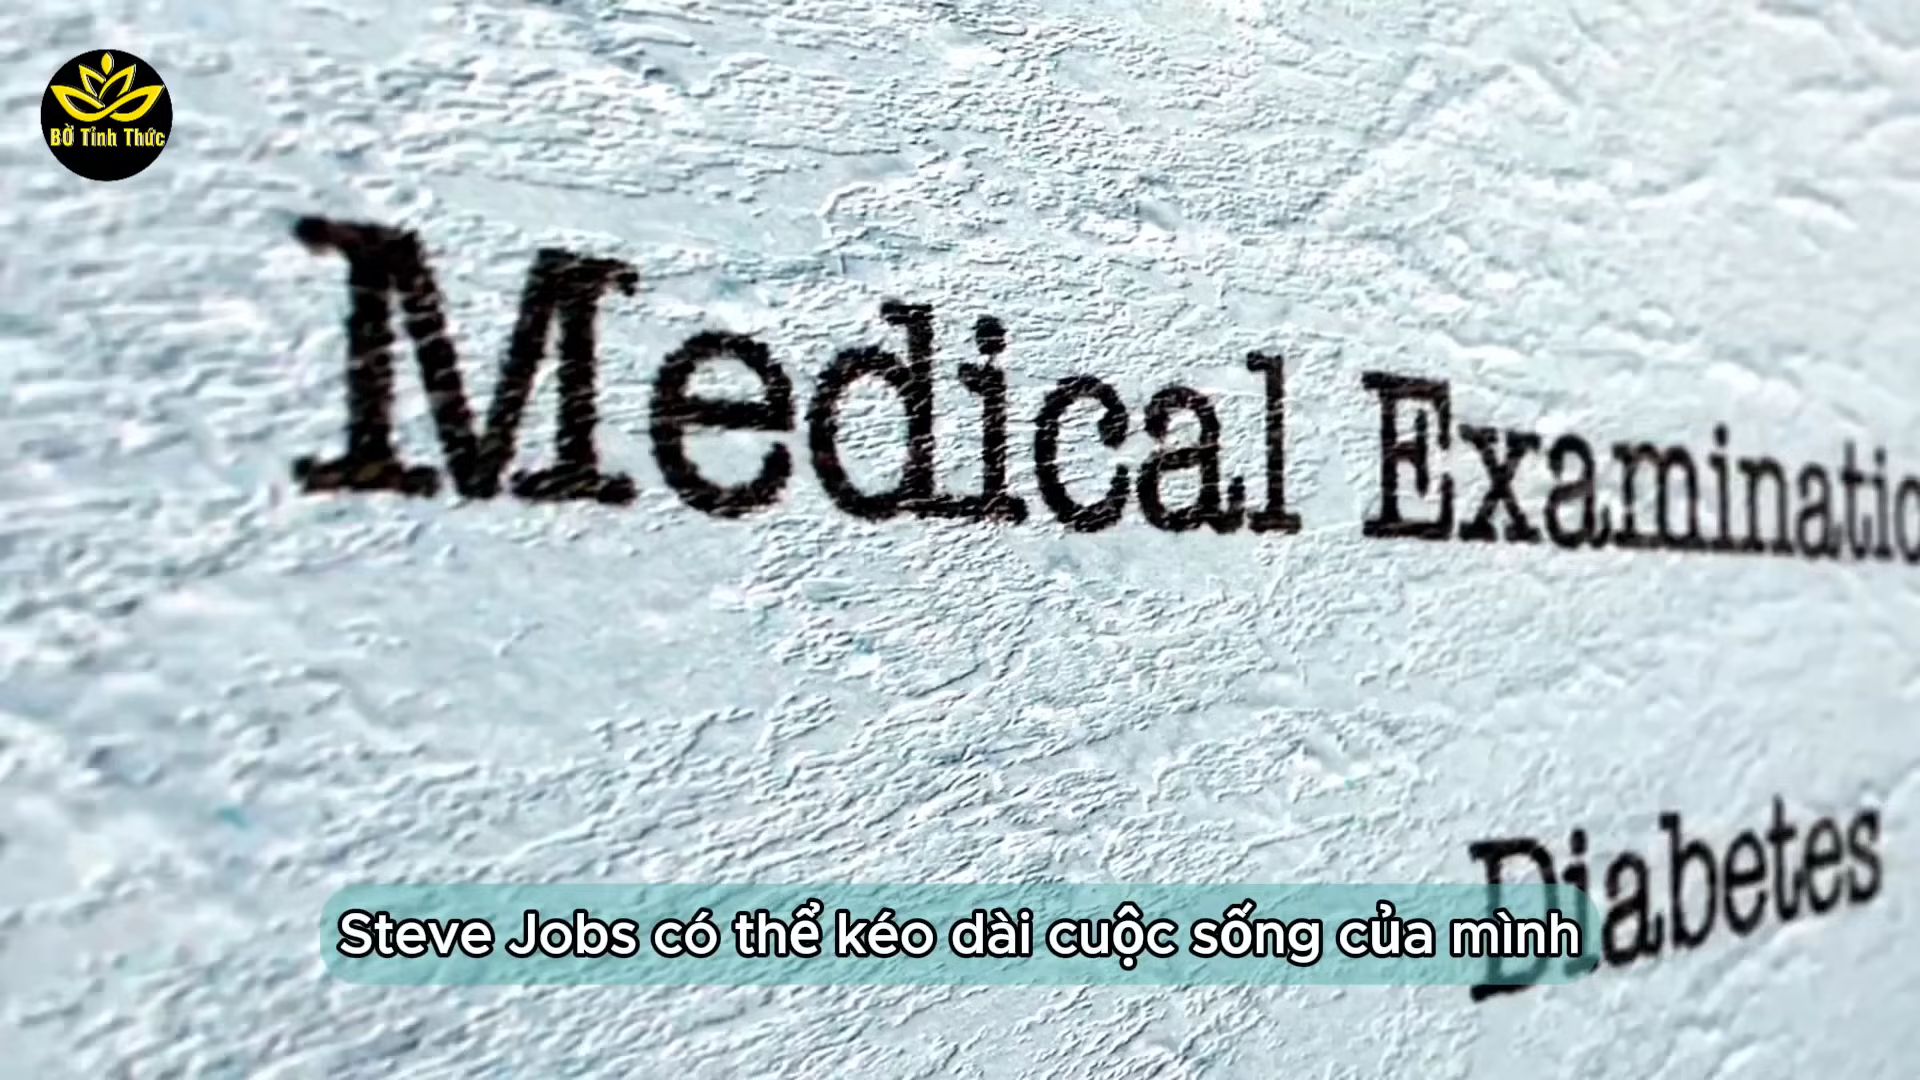 BỜ Tỉnh Thức
Medical Examinatio
Diabetes
Steve Jobs có thể kéo dài cuộc sống của mình